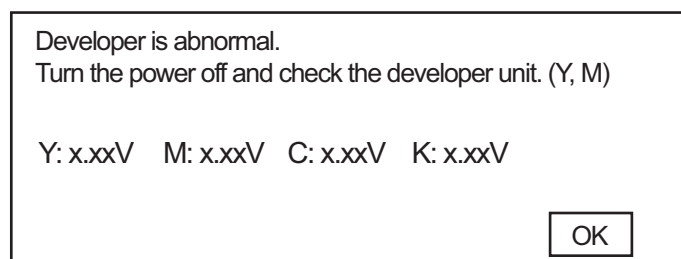 Developer is abnormal.
Turn the power off and check the developer unit. (Y, M)
Y: x.xxV M: x.xxV C: x.xxV K: x.xxV
OK